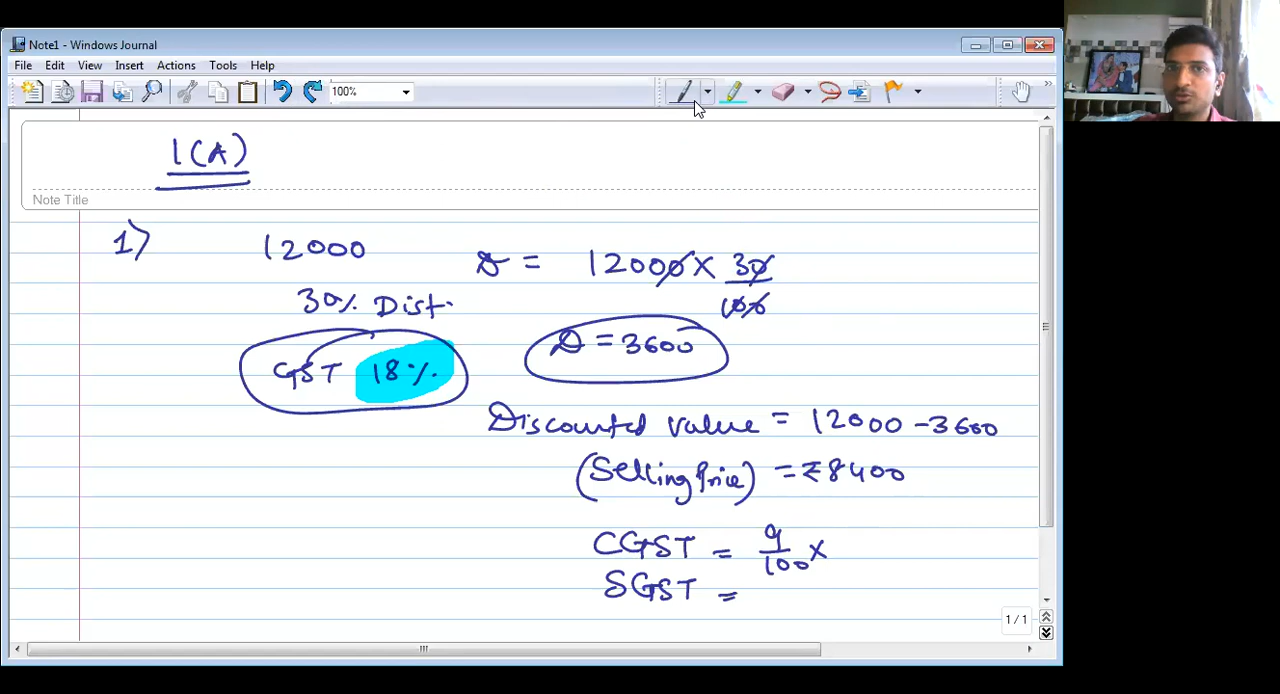 Note1 - Windows Journal
File Edit View Insert Actions Tools Help
100%
1(A)
Note Title
1) 12000
D = 12000 X 30/100
30% Dist.
GST 18%.
D = 3600
Discounted value = 12000 - 3600
(Selling Price) = ₹8400
CGST = 9/100 X
SGST =
1 / 1